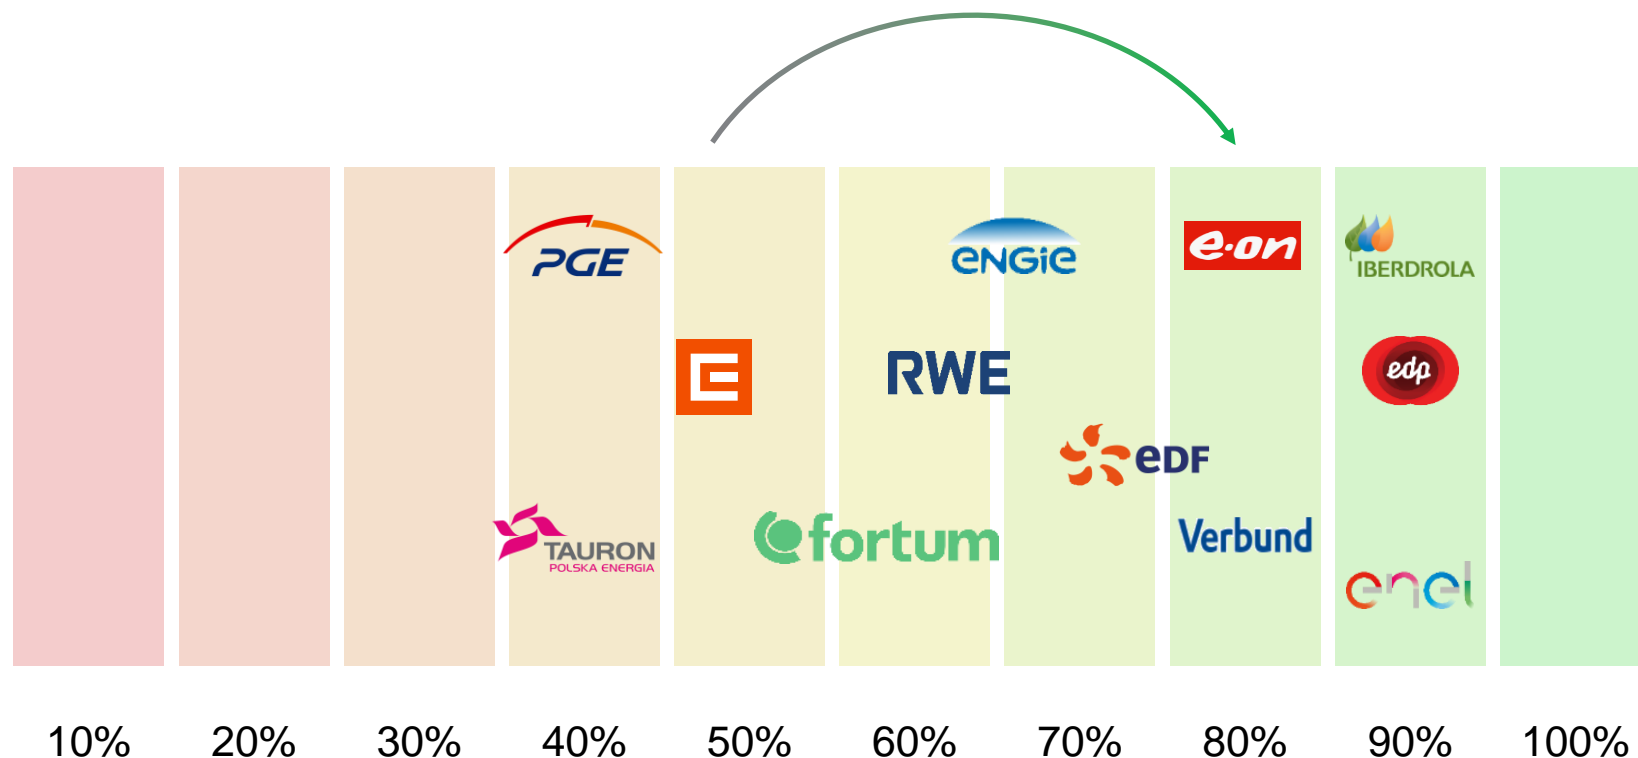 PGE
ENGIE
e·on
IBERDROLA
E
RWE
edp
eDF
TAURON
POLSKA ENERGIA
fortum
Verbund
enel
10% 20% 30% 40% 50% 60% 70% 80% 90% 100%